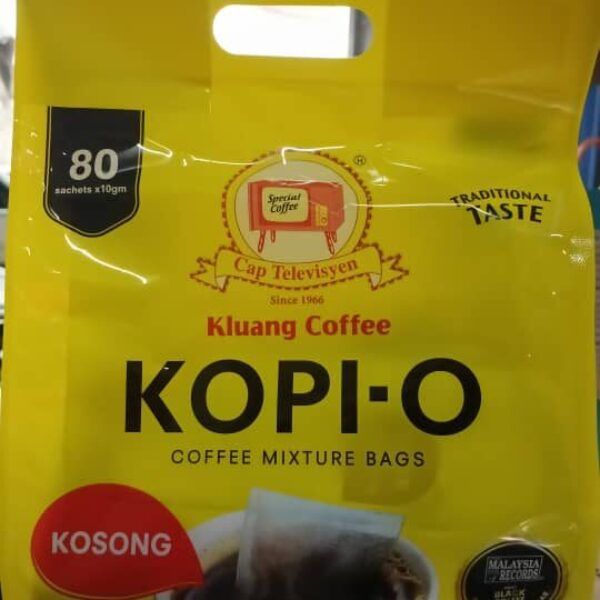 80
sachets x10gm
Special
Coffee
®
TRADITIONAL
TASTE
Cap Televisyen
Since 1966
Kluang Coffee
KOPI-O
COFFEE MIXTURE BAGS
KOSONG
MALAYSIA
RECORDS
BLACK